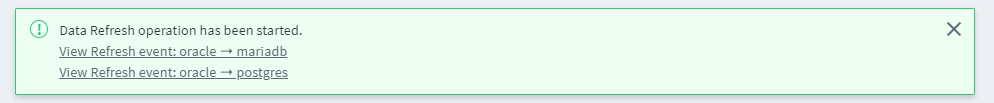 Data Refresh operation has been started.
View Refresh event: oracle → mariadb
View Refresh event: oracle → postgres